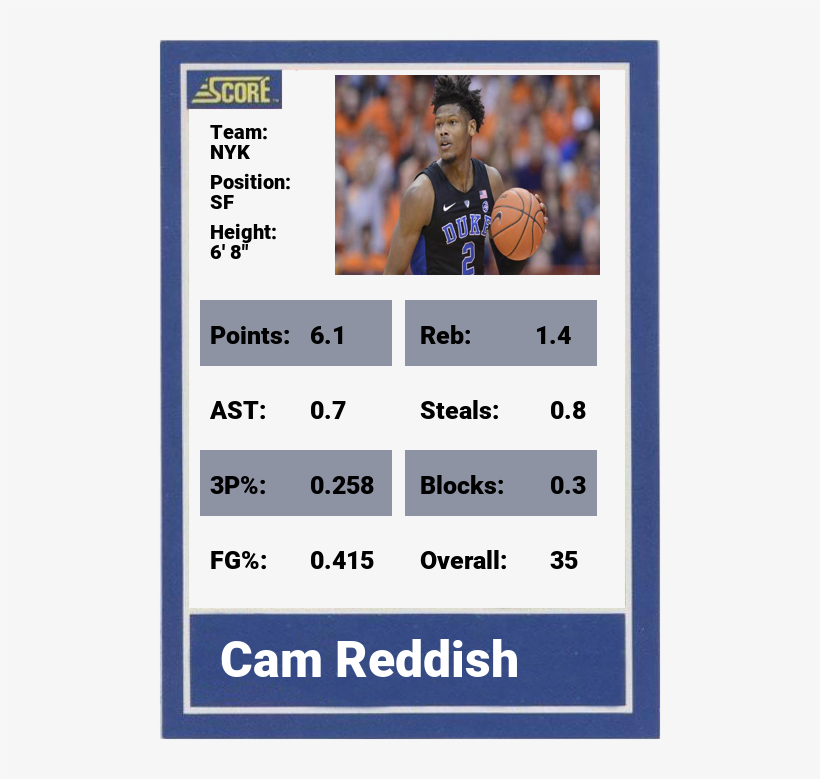 SCORE™
Team:
NYK
Position:
SF
Height:
6' 8"
DUKE
2
Points: 6.1 Reb: 1.4
AST: 0.7 Steals: 0.8
3P%: 0.258 Blocks: 0.3
FG%: 0.415 Overall: 35
Cam Reddish